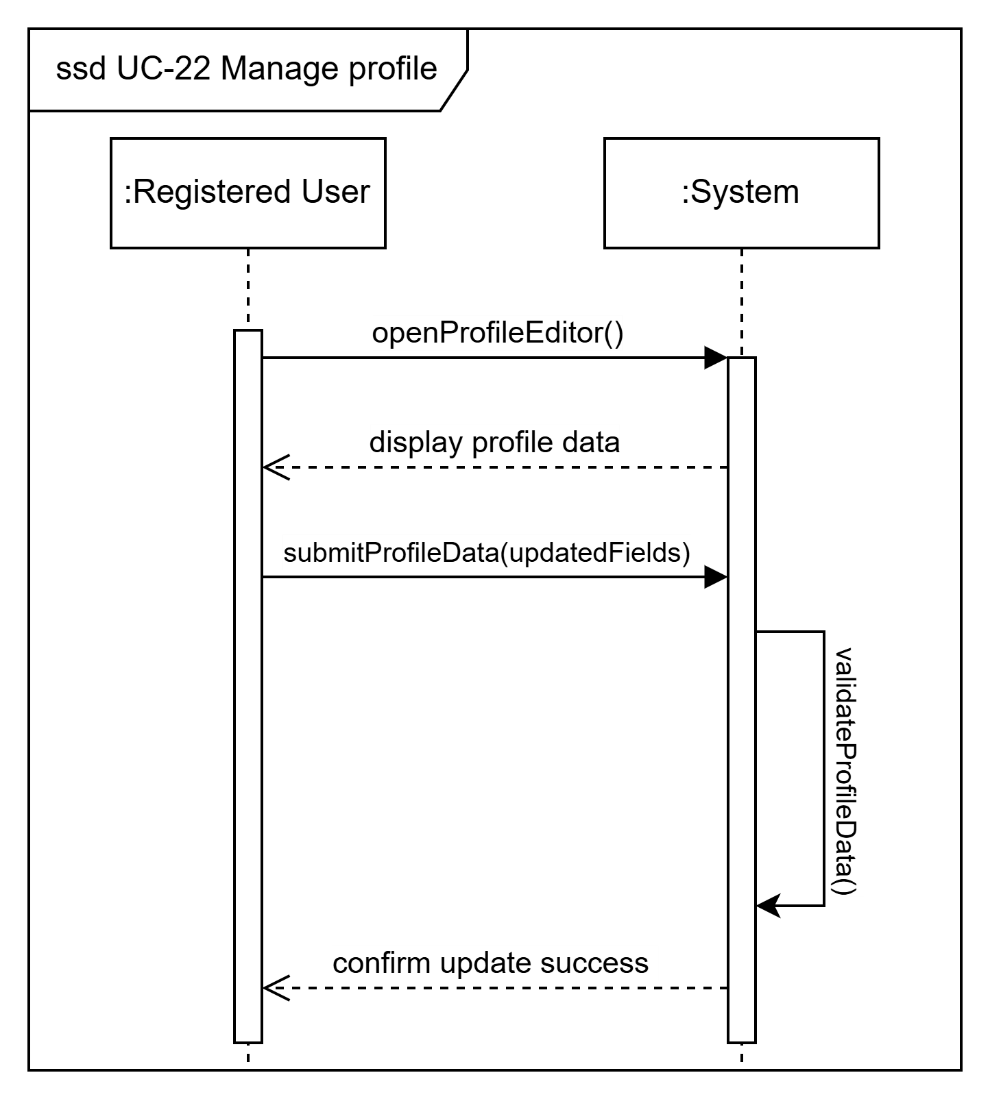 ssd UC-22 Manage profile
:Registered User
:System
openProfileEditor()
display profile data
submitProfileData(updatedFields)
validateProfileData()
confirm update success